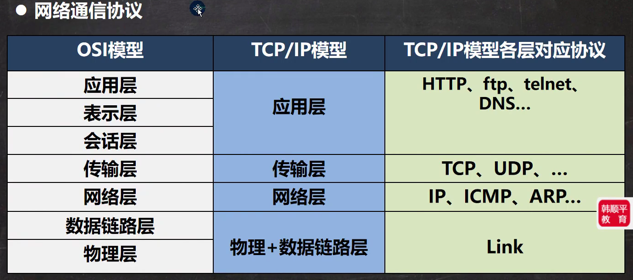 ● 网络通信协议
OSI模型 TCP/IP模型 TCP/IP模型各层对应协议
应用层 应用层 HTTP、ftp、telnet、
DNS...
表示层
会话层
传输层 传输层 TCP、UDP、...
网络层 网络层 IP、ICMP、ARP...
数据链路层 物理+数据链路层 Link
物理层
韩顺平
教育